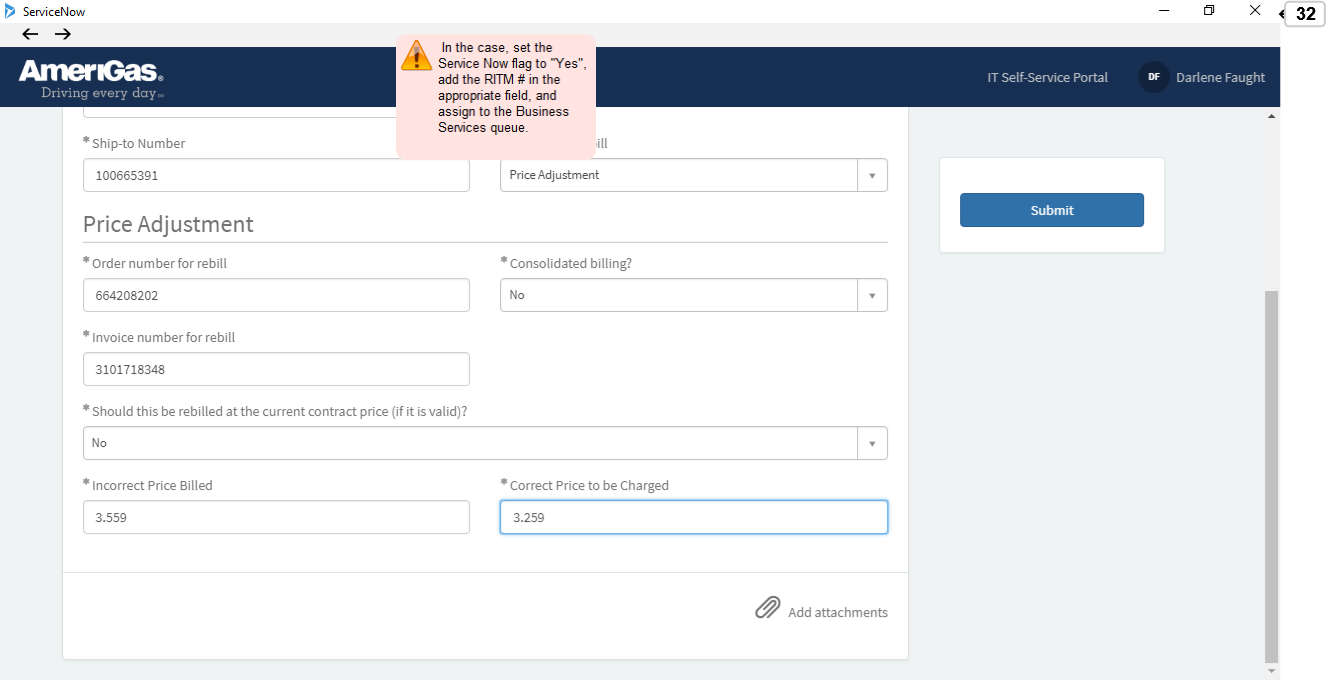 ServiceNow
32
In the case, set the
Service Now flag to "Yes",
add the RITM # in the
appropriate field, and
assign to the Business
Services queue.
AmeriGas.
Driving every day
IT Self-Service Portal
DF
Darlene Faught
* Ship-to Number
ill
100665391
Price Adjustment
Submit
Price Adjustment
* Order number for rebill
* Consolidated billing?
664208202
No
* Invoice number for rebill
3101718348
* Should this be rebilled at the current contract price (if it is valid)?
No
* Incorrect Price Billed
* Correct Price to be Charged
3.559
3.259
Add attachments